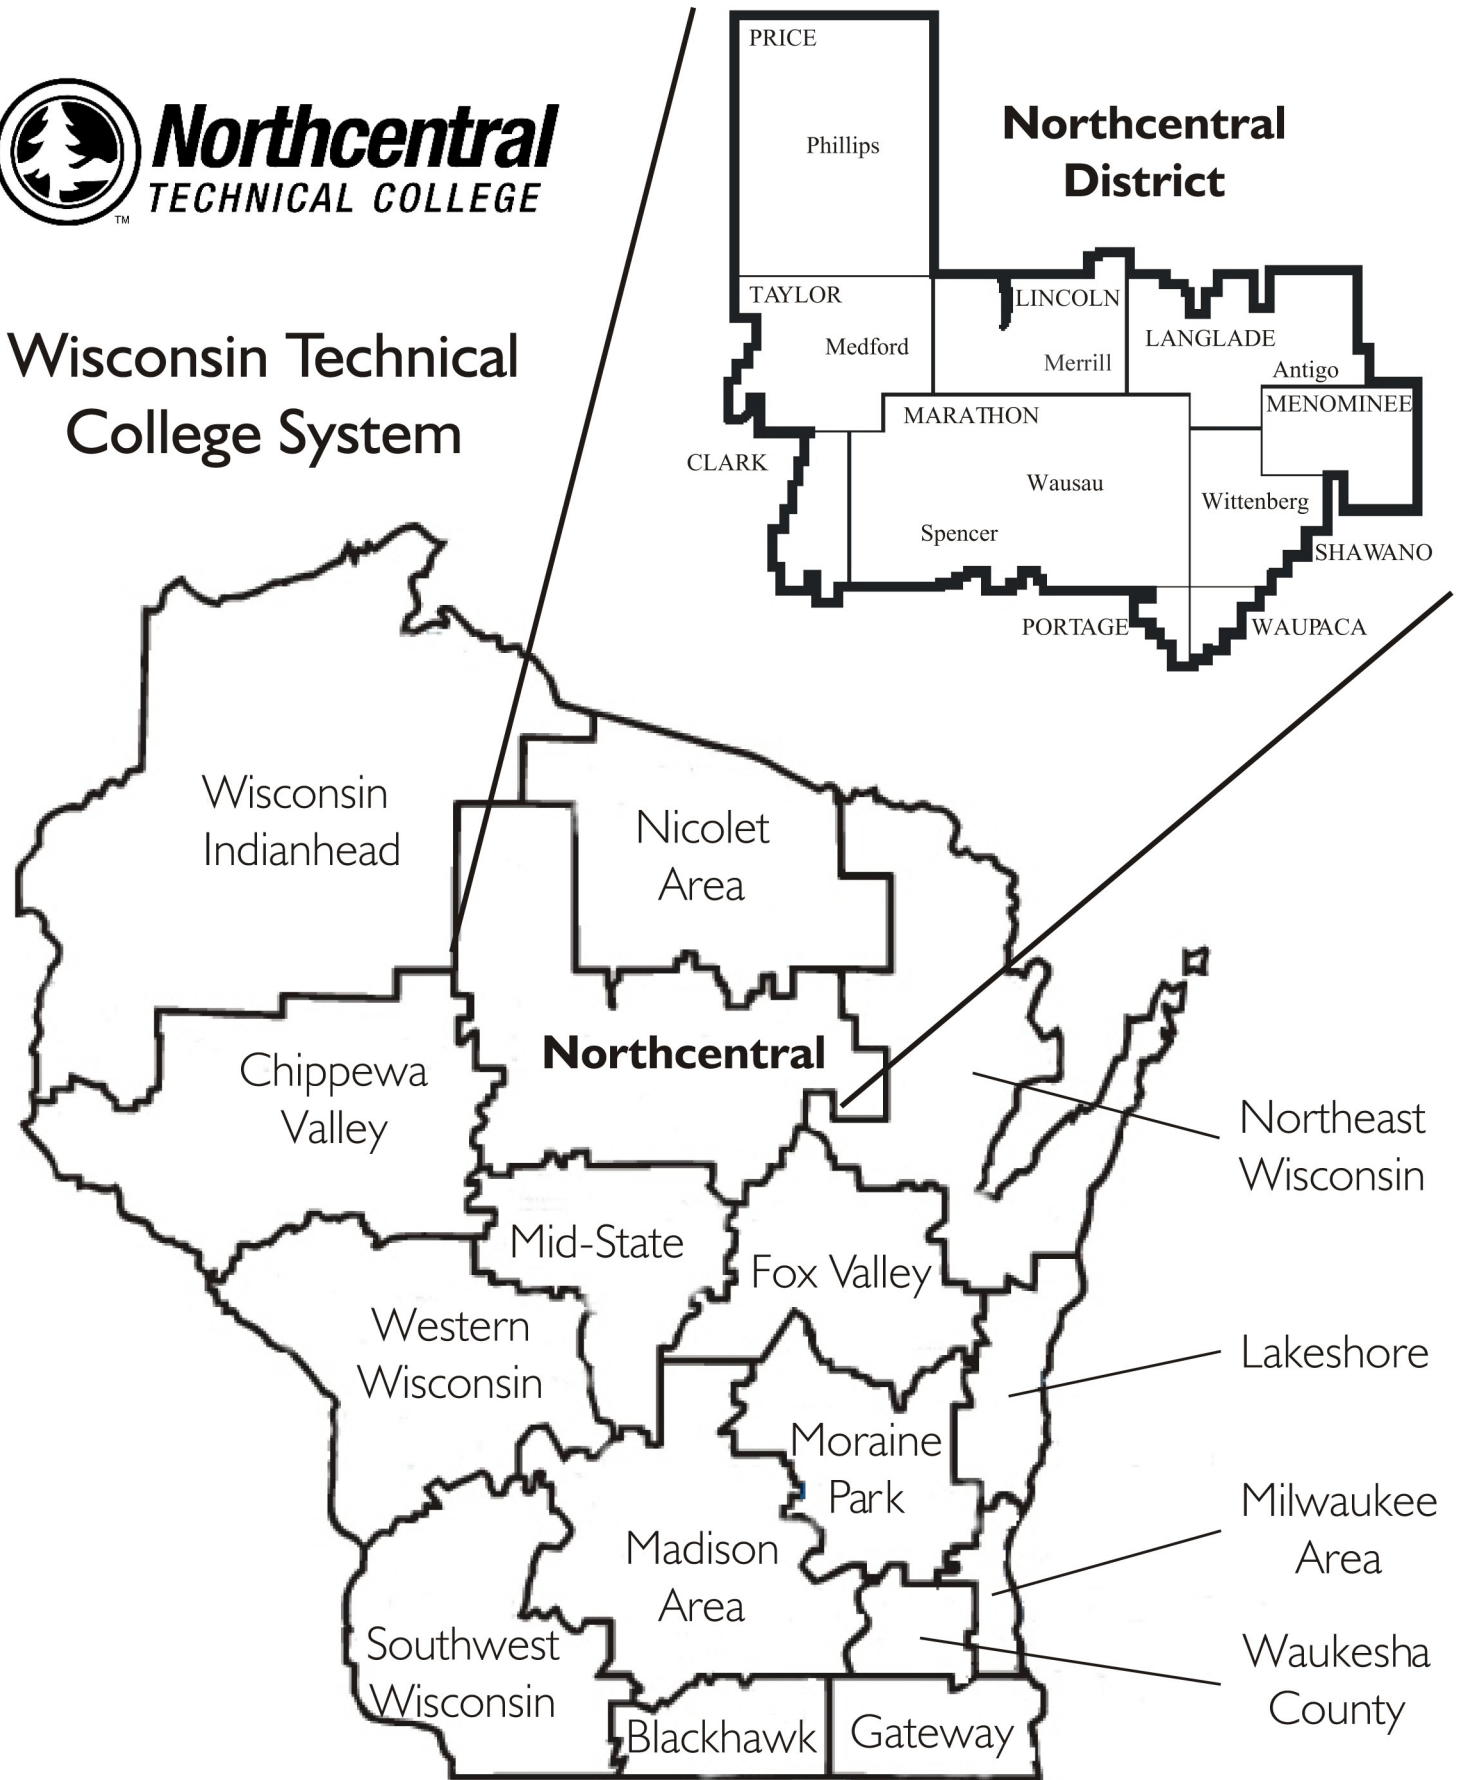 Northcentral
TECHNICAL COLLEGE
TM
Wisconsin Technical
College System
Northcentral
District
PRICE
Phillips
TAYLOR
Medford
LINCOLN
Merrill
LANGLADE
Antigo
MENOMINEE
MARATHON
CLARK
Wausau
Spencer
Wittenberg
SHAWANO
PORTAGE
WAUPACA
Wisconsin
Indianhead
Nicolet
Area
Northcentral
Chippewa
Valley
Northeast
Wisconsin
Mid-State
Fox Valley
Western
Wisconsin
Lakeshore
Moraine
Park
Milwaukee
Area
Madison
Area
Southwest
Wisconsin
Waukesha
County
Blackhawk
Gateway